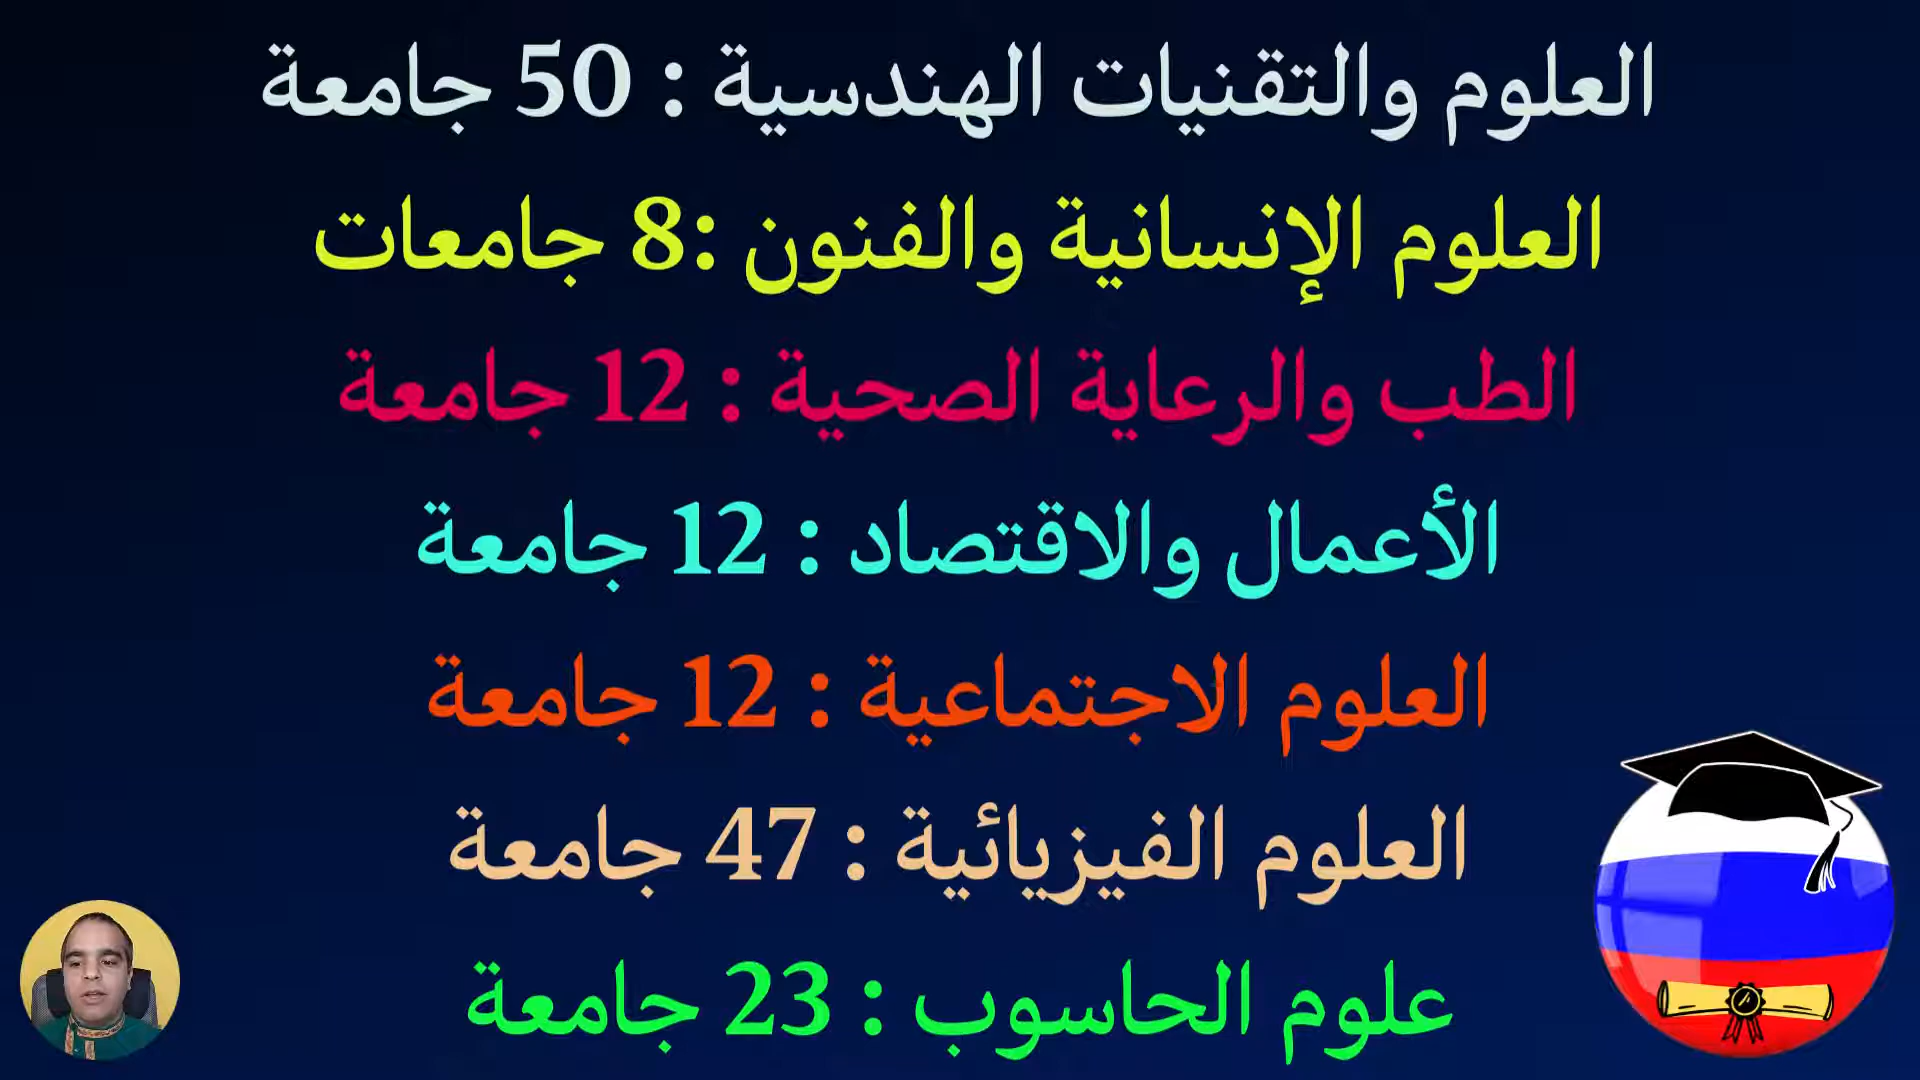 العلوم والتقنيات الهندسية : 50 جامعة
العلوم الإنسانية والفنون :8 جامعات
الطب والرعاية الصحية : 12 جامعة
الأعمال والاقتصاد : 12 جامعة
العلوم الاجتماعية : 12 جامعة
العلوم الفيزيائية : 47 جامعة
علوم الحاسوب : 23 جامعة